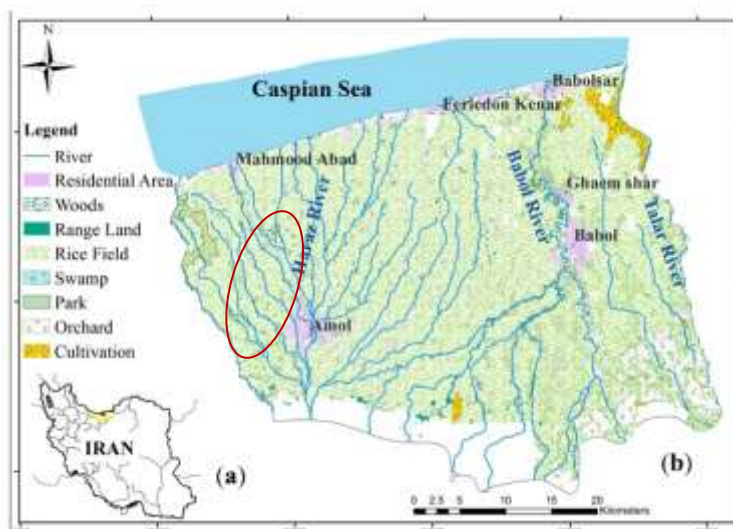 N
Caspian Sea
Babolsar
Feriedon Kenar
Mahmood Abad
Ghaem shar
Haraz River
Babol River
Babol
Talar River
Amol
Legend
River
Residential Area
Woods
Range Land
Rice Field
Swamp
Park
Orchard
Cultivation
IRAN
(a)
(b)
0 2.5 5 10 15 20
Kilometers